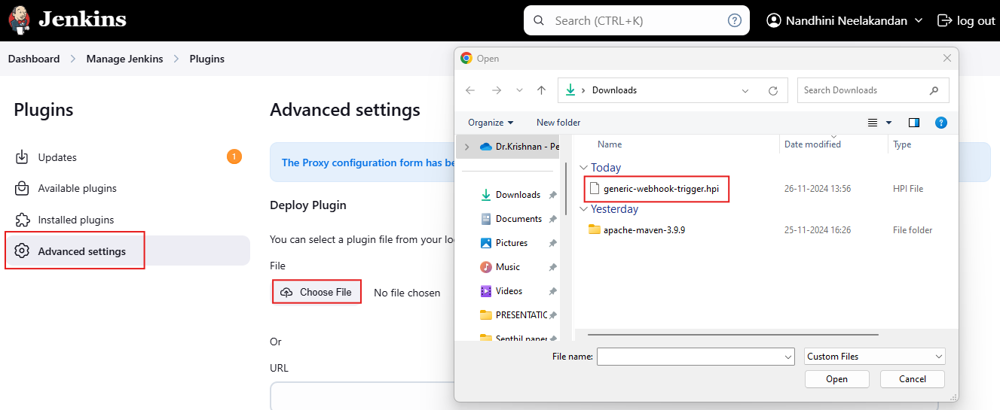 Jenkins
Search (CTRL+K)
?
Nandhini Neelakandan
log out
Dashboard
Manage Jenkins
Plugins
Plugins
Updates
1
Available plugins
Installed plugins
Advanced settings
Advanced settings
The Proxy configuration form has be
Deploy Plugin
You can select a plugin file from your lo
File
Choose File
No file chosen
Or
URL
Open
Downloads
Search Downloads
Organize
New folder
?
Dr.Krishnan - Pe
Downloads
Documents
Pictures
Music
Videos
PRESENTATIC
Senthil paper
Name
Date modified
Type
Today
generic-webhook-trigger.hpi
26-11-2024 13:56
HPI File
Yesterday
apache-maven-3.9.9
25-11-2024 16:26
File folder
File name:
Custom Files
Open
Cancel